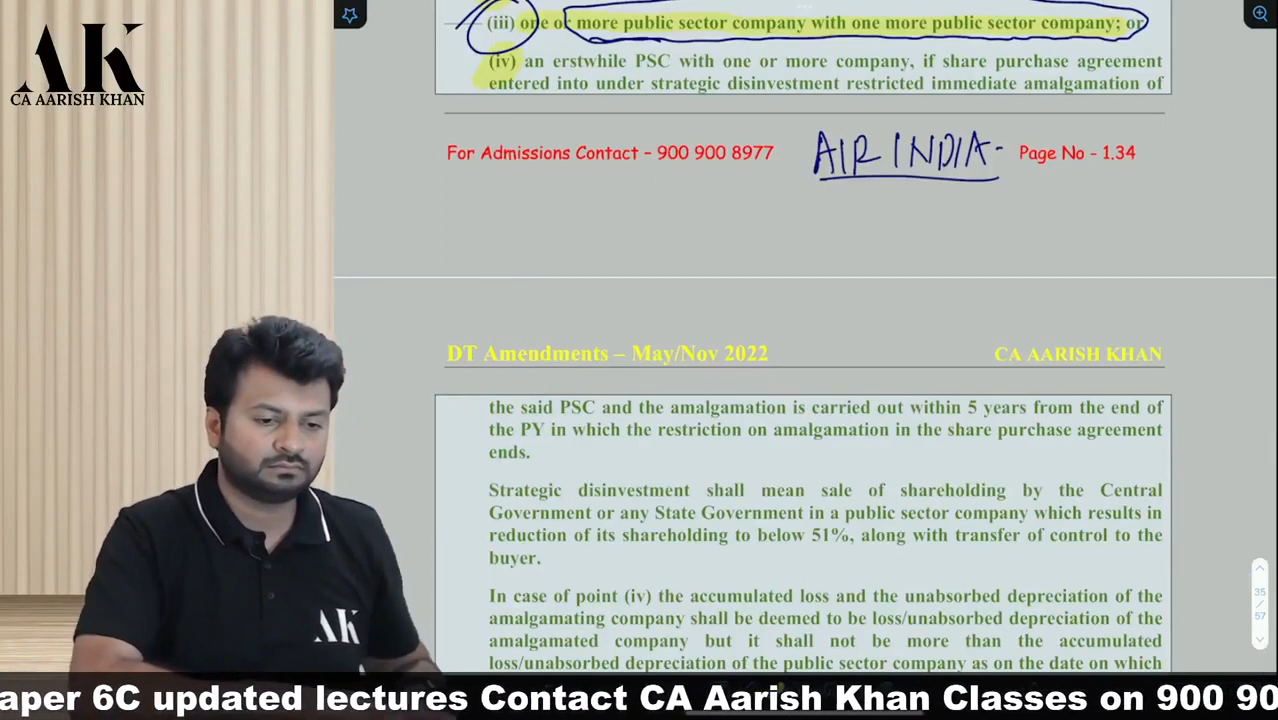 AK
CA AARISH KHAN
(iii) one or more public sector company with one more public sector company; or
(iv) an erstwhile PSC with one or more company, if share purchase agreement
entered into under strategic disinvestment restricted immediate amalgamation of
For Admissions Contact – 900 900 8977
AIR INDIA-
Page No - 1.34
DT Amendments – May/Nov 2022
CA AARISH KHAN
the said PSC and the amalgamation is carried out within 5 years from the end of
the PY in which the restriction on amalgamation in the share purchase agreement
ends.
Strategic disinvestment shall mean sale of shareholding by the Central
Government or any State Government in a public sector company which results in
reduction of its shareholding to below 51%, along with transfer of control to the
buyer.
In case of point (iv) the accumulated loss and the unabsorbed depreciation of the
amalgamating company shall be deemed to be loss/unabsorbed depreciation of the
amalgamated company but it shall not be more than the accumulated
loss/unabsorbed depreciation of the public sector company as on the date on which
35
/
57
AK
aper 6C updated lectures Contact CA Aarish Khan Classes on 900 90